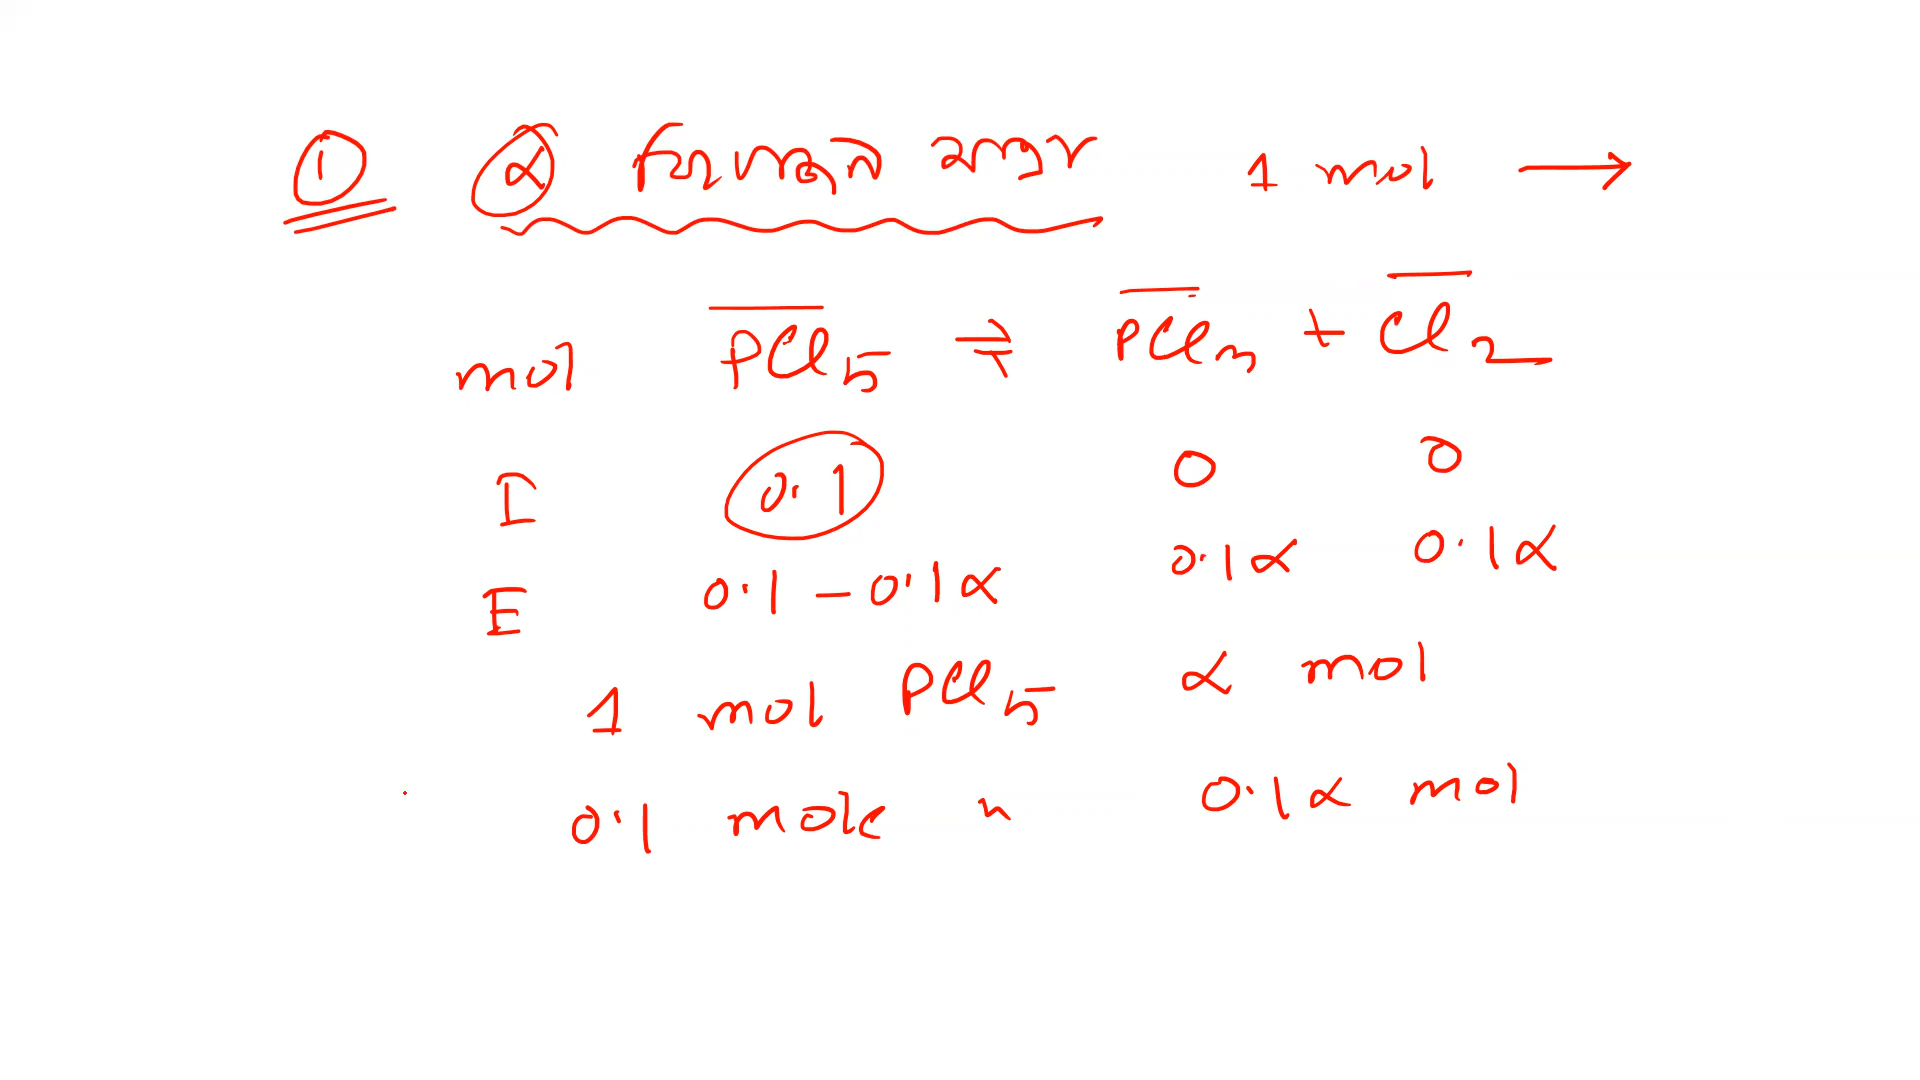 ① α বিয়োজন মাত্রা 1 mol →
mol PCl₅ ⇌ PCl₃ + Cl₂
I 0.1 0 0
E 0.1 – 0.1α 0.1α 0.1α
1 mol PCl₅ α mol
0.1 mole " 0.1α mol